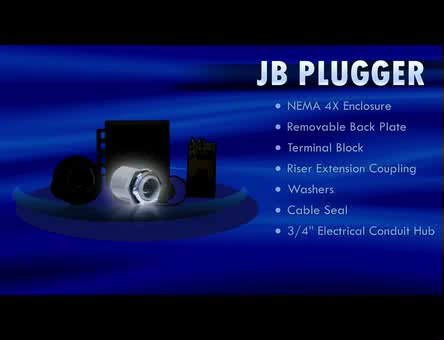 JB PLUGGER
• NEMA 4X Enclosure
• Removable Back Plate
• Terminal Block
• Riser Extension Coupling
• Washers
• Cable Seal
• 3/4" Electrical Conduit Hub